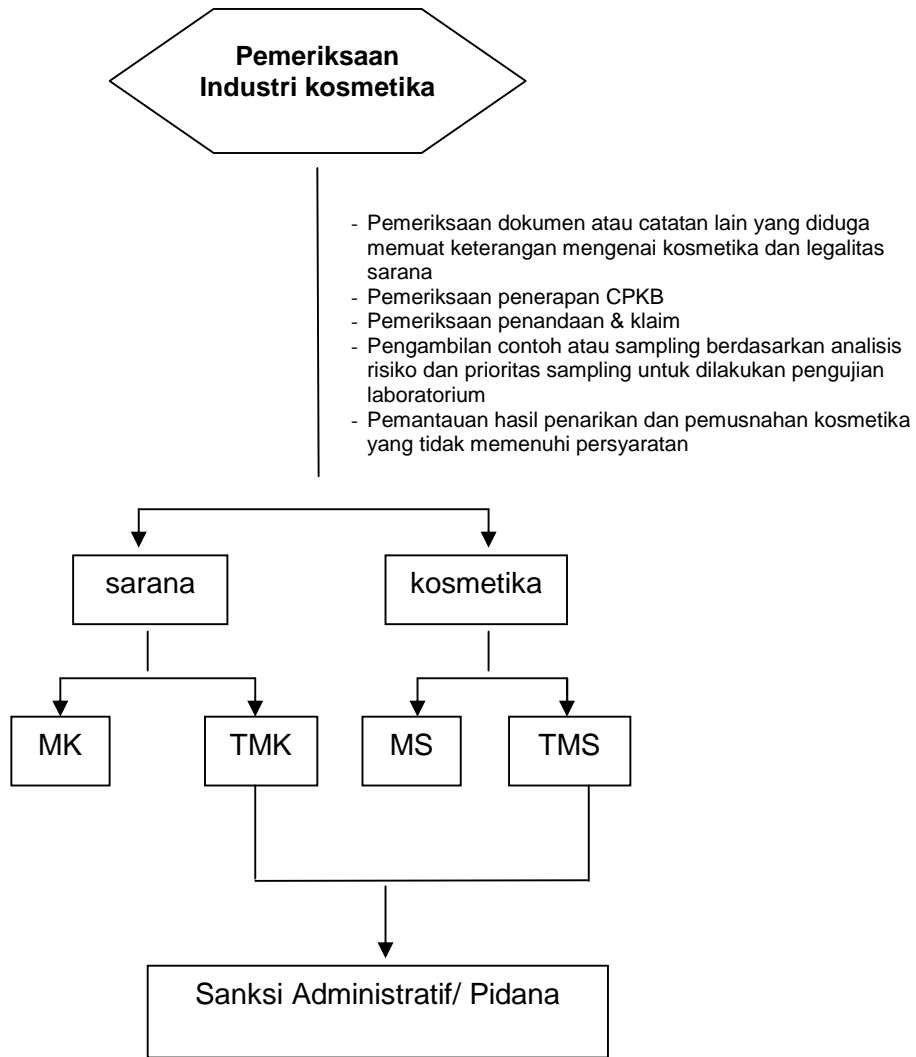 Pemeriksaan
Industri kosmetika
- Pemeriksaan dokumen atau catatan lain yang diduga
memuat keterangan mengenai kosmetika dan legalitas
sarana
- Pemeriksaan penerapan CPKB
- Pemeriksaan penandaan & klaim
- Pengambilan contoh atau sampling berdasarkan analisis
risiko dan prioritas sampling untuk dilakukan pengujian
laboratorium
- Pemantauan hasil penarikan dan pemusnahan kosmetika
yang tidak memenuhi persyaratan
sarana
kosmetika
MK
TMK
MS
TMS
Sanksi Administratif/ Pidana